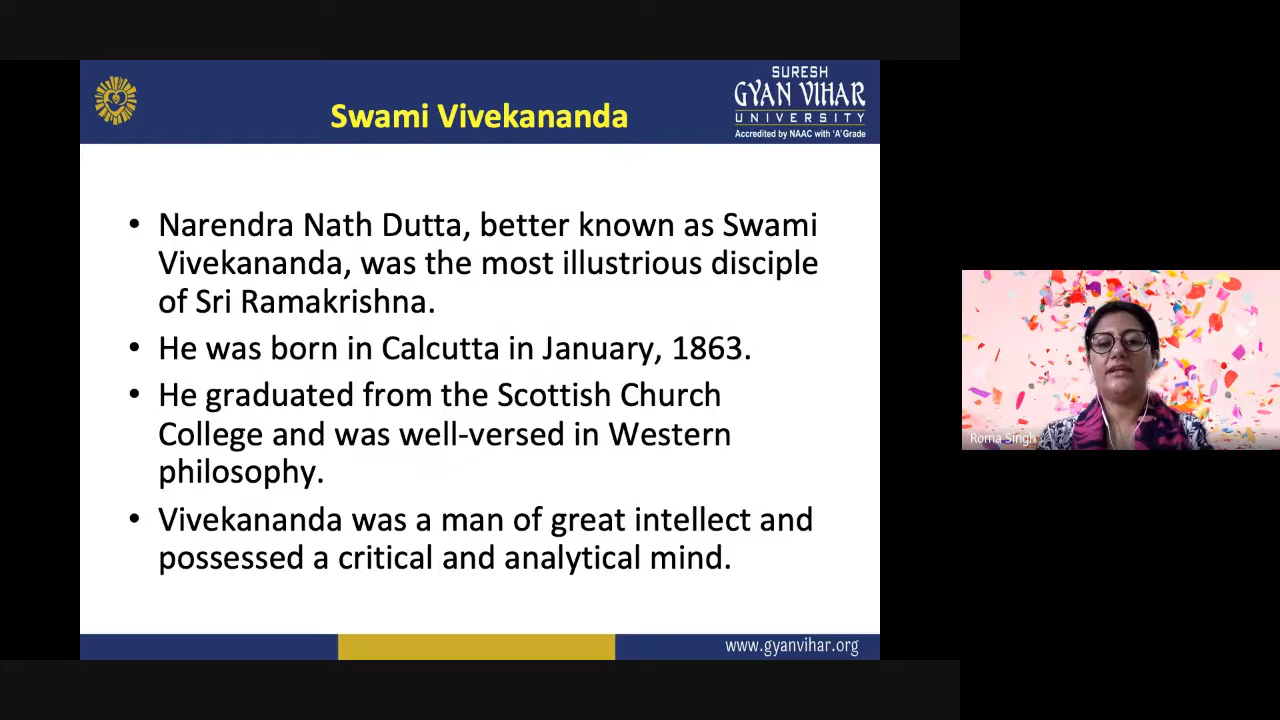 Swami Vivekananda
SURESH
GYAN VIHAR
UNIVERSITY
Accredited by NAAC with 'A' Grade
• Narendra Nath Dutta, better known as Swami
Vivekananda, was the most illustrious disciple
of Sri Ramakrishna.
• He was born in Calcutta in January, 1863.
• He graduated from the Scottish Church
College and was well-versed in Western
philosophy.
• Vivekananda was a man of great intellect and
possessed a critical and analytical mind.
www.gyanvihar.org
Roma Singh